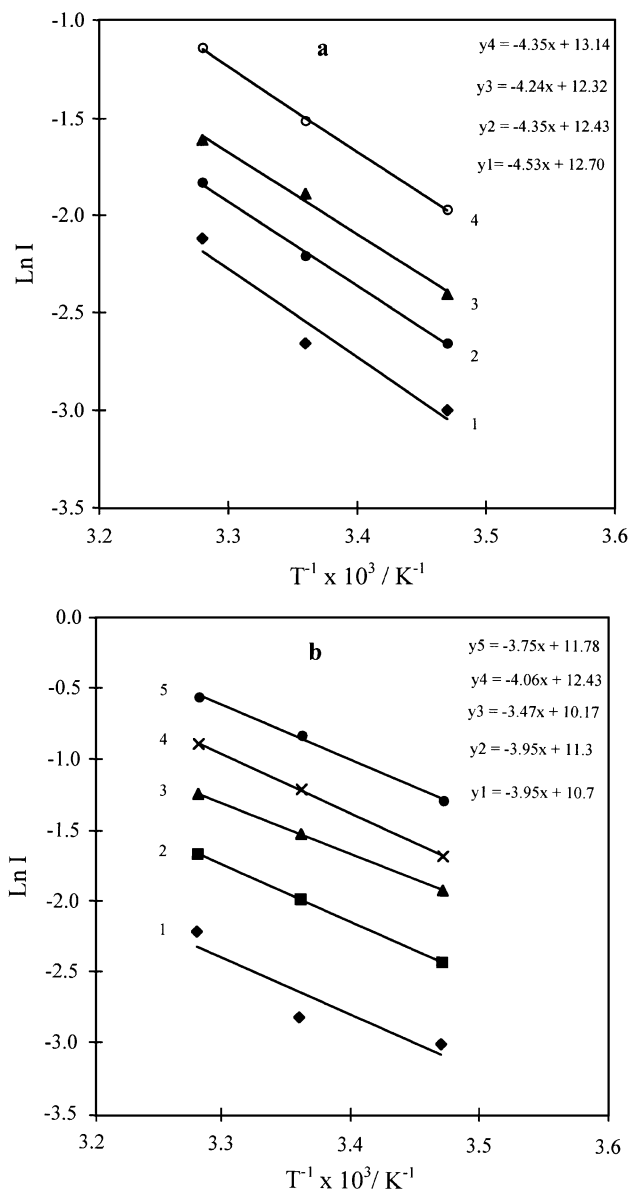 -1.0
a
y4 = -4.35x + 13.14
y3 = -4.24x + 12.32
y2 = -4.35x + 12.43
y1= -4.53x + 12.70
-1.5
-2.0
4
Ln I
-2.5
3
2
-3.0
1
-3.5
3.2 3.3 3.4 3.5 3.6
T⁻¹ x 10³ / K⁻¹
0.0
b
y5 = -3.75x + 11.78
y4 = -4.06x + 12.43
y3 = -3.47x + 10.17
y2 = -3.95x + 11.3
y1 = -3.95x + 10.7
-0.5
5
4
-1.0
3
-1.5
2
Ln I
-2.0
1
-2.5
-3.0
-3.5
3.2 3.3 3.4 3.5 3.6
T⁻¹ x 10³/ K⁻¹